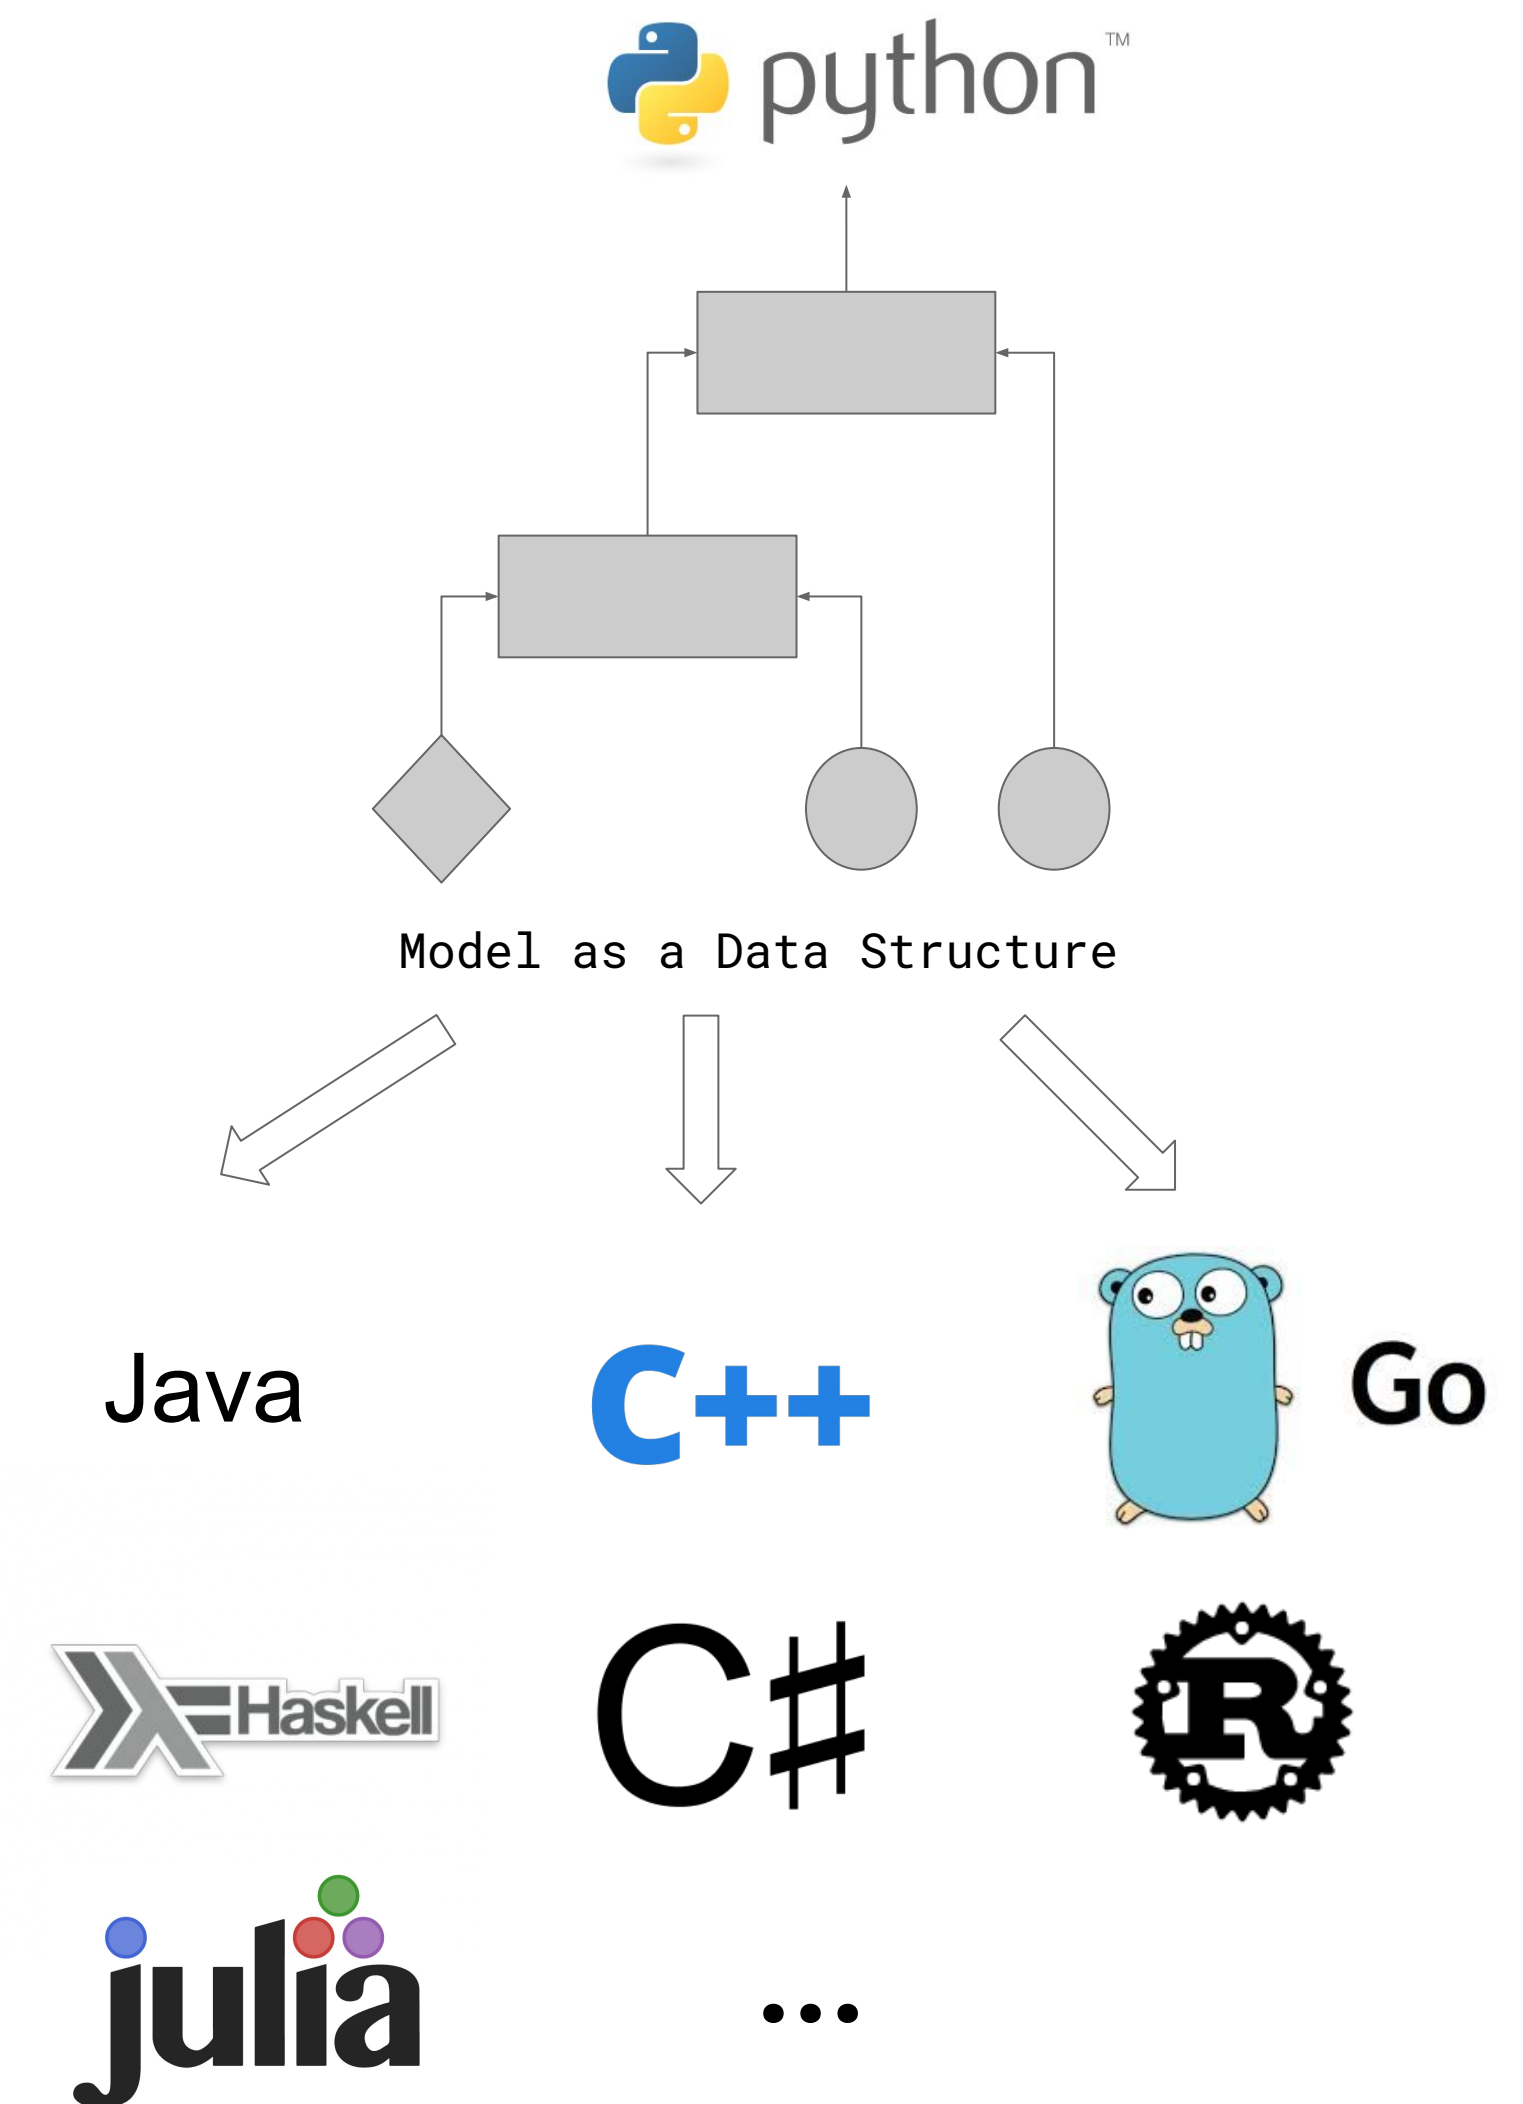 python™
Model as a Data Structure
Java
C++
Go
Haskell
C♯
R
julia
...